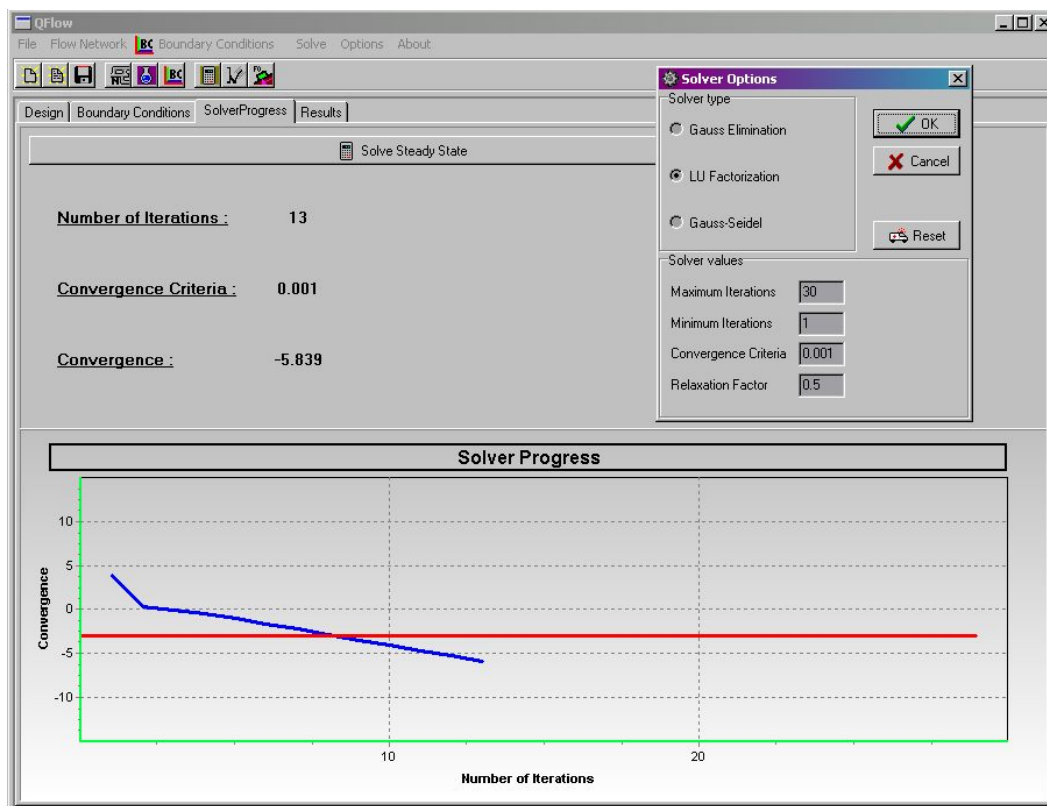 QFlow
File Flow Network BC Boundary Conditions Solve Options About
BC
Design Boundary Conditions SolverProgress Results
Solve Steady State
Number of Iterations : 13
Convergence Criteria : 0.001
Convergence : -5.839
Solver Options
Solver type
Gauss Elimination
LU Factorization
Gauss-Seidel
OK
Cancel
Reset
Solver values
Maximum Iterations 30
Minimum Iterations 1
Convergence Criteria 0.001
Relaxation Factor 0.5
Solver Progress
Convergence
10
5
0
-5
-10
10 20
Number of Iterations